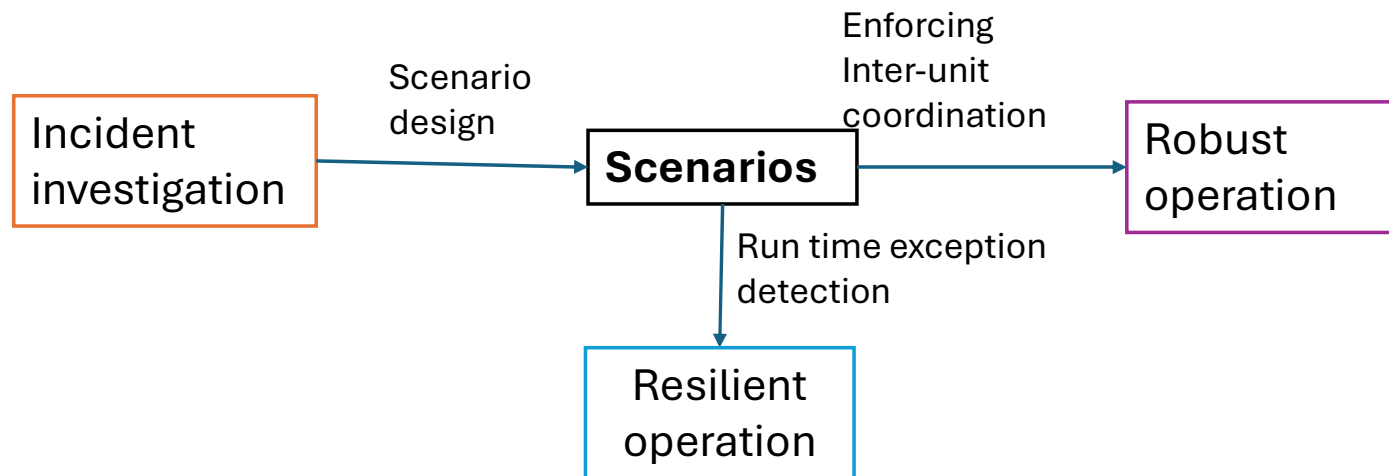 Incident
investigation
Scenario
design
Scenarios
Enforcing
Inter-unit
coordination
Robust
operation
Run time exception
detection
Resilient
operation